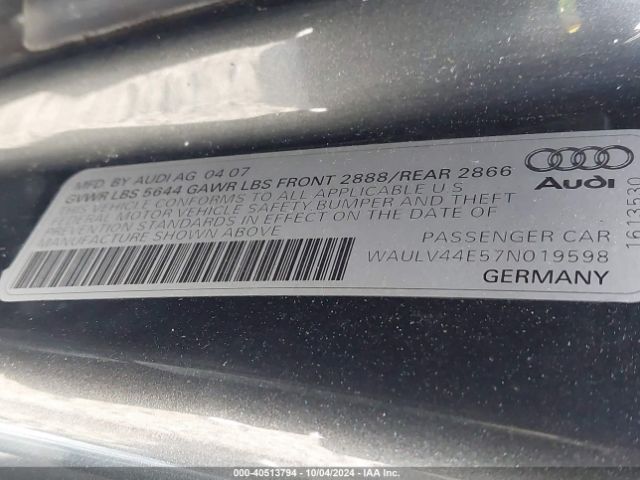 MFD. BY AUDI AG 04 07
GVWR LBS 5644 GAWR LBS FRONT 2888/REAR 2866
VEHICLE CONFORMS TO ALL APPLICABLE U S
FEDERAL MOTOR VEHICLE SAFETY, BUMPER AND THEFT
PREVENTION STANDARDS IN EFFECT ON THE DATE OF
MANUFACTURE SHOWN ABOVE
Audi
PASSENGER CAR
WAULV44E57N019598
GERMANY
1613530
000-40513794 - 10/04/2024 - IAA Inc.